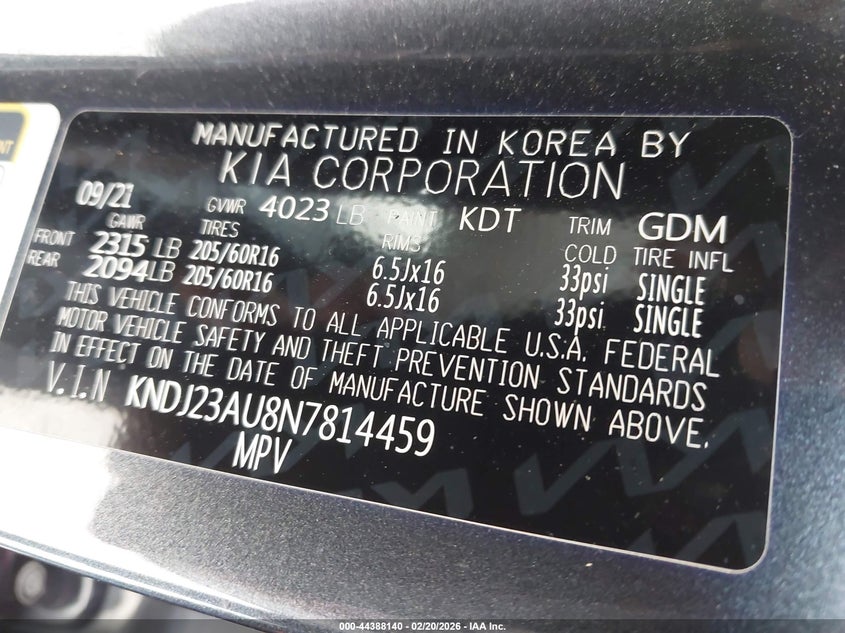 MANUFACTURED IN KOREA BY
KIA CORPORATION
09/21 GVWR 4023 LB PAINT KDT TRIM GDM
GAWR TIRES RIMS COLD TIRE INFL
FRONT 2315 LB 205/60R16 6.5Jx16 33psi SINGLE
REAR 2094 LB 205/60R16 6.5Jx16 33psi SINGLE
THIS VEHICLE CONFORMS TO ALL APPLICABLE U.S.A. FEDERAL
MOTOR VEHICLE SAFETY AND THEFT PREVENTION STANDARDS
IN EFFECT ON THE DATE OF MANUFACTURE SHOWN ABOVE.
V.I.N KNDJ23AU8N7814459
MPV
000-44388140 — 02/20/2026 — IAA Inc.